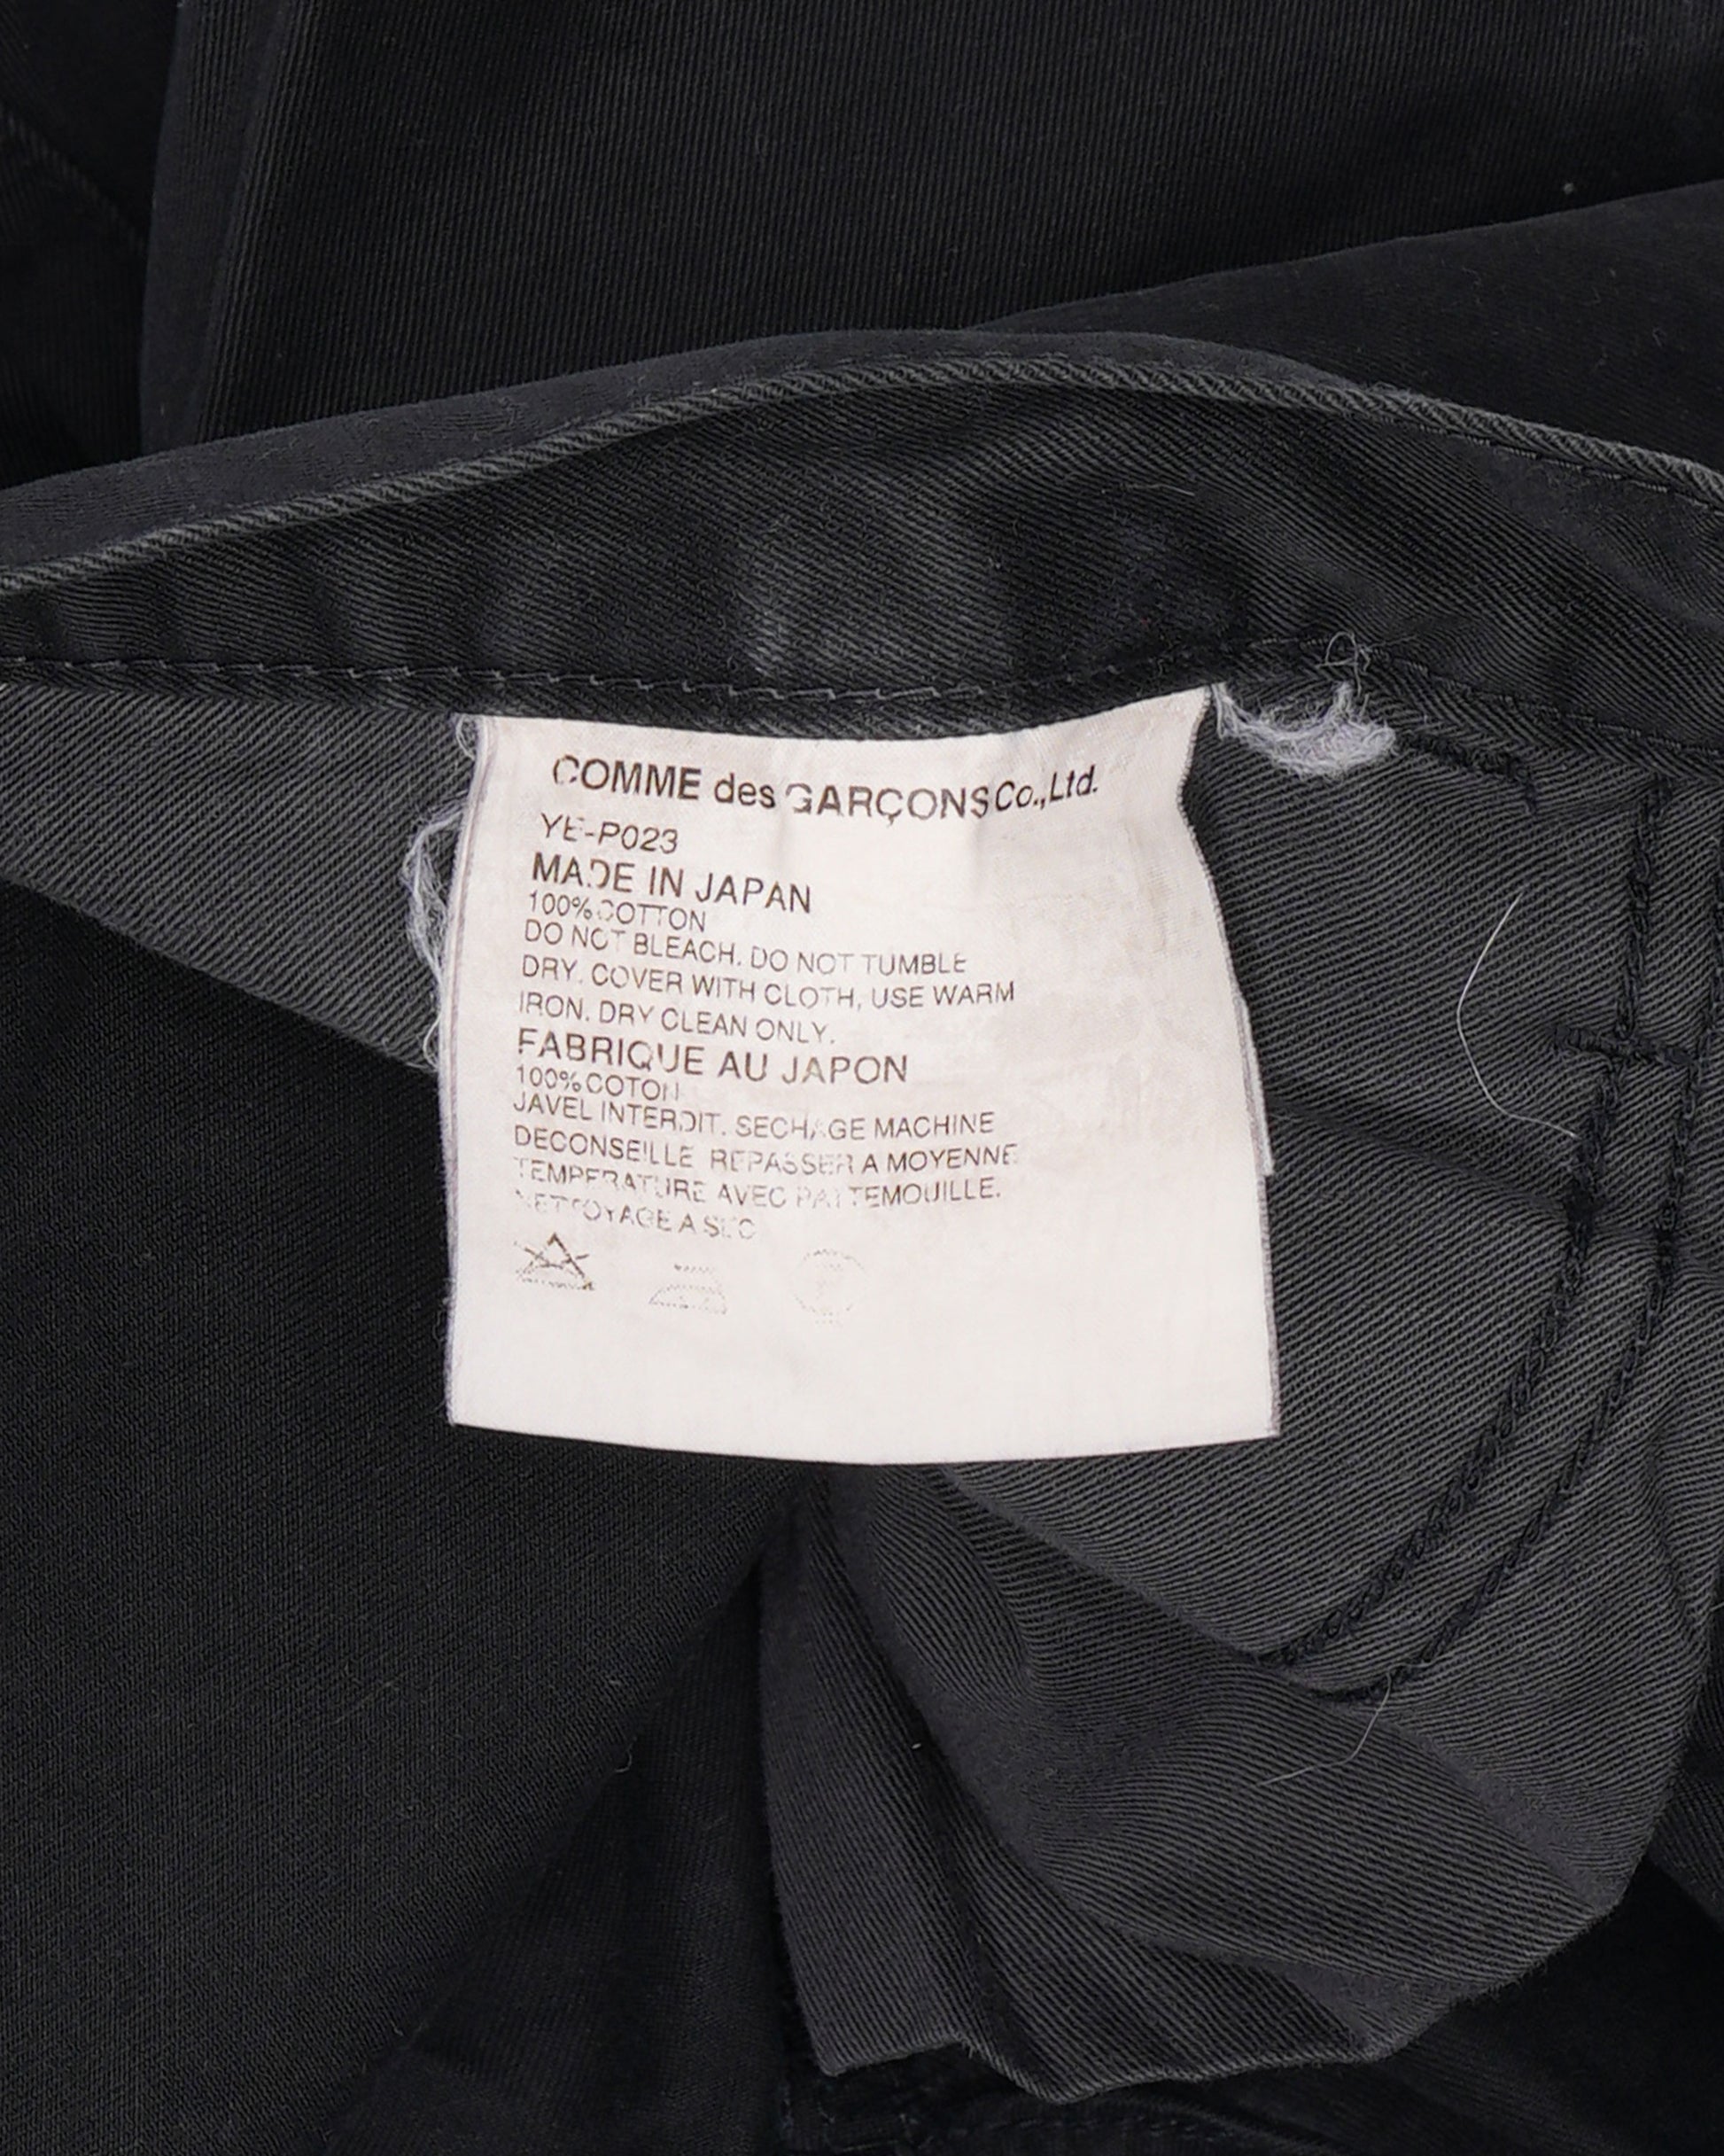 COMME des GARÇONS Co.,Ltd.
YE-P023
MADE IN JAPAN
100% COTTON
DO NOT BLEACH. DO NOT TUMBLE
DRY. COVER WITH CLOTH, USE WARM
IRON. DRY CLEAN ONLY.
FABRIQUE AU JAPON
100% COTON
JAVEL INTERDIT. SECHAGE MACHINE
DECONSEILLE REPASSER A MOYENNE
TEMPERATURE AVEC PATTEMOUILLE.
NETTOYAGE A SEC